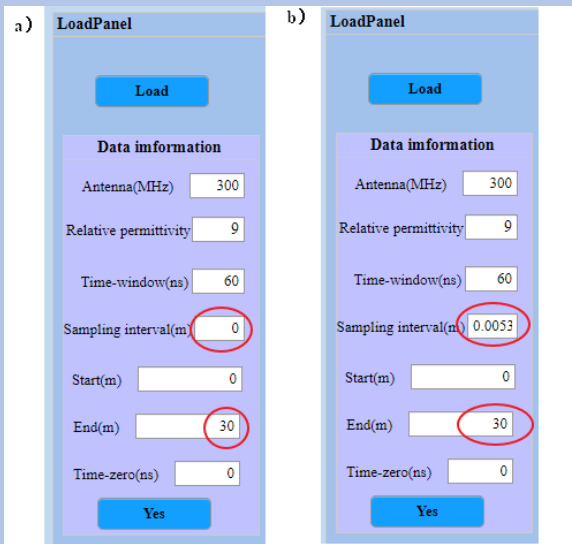 a)
LoadPanel
Load
Data imformation
Antenna(MHz) 300
Relative permittivity 9
Time-window(ns) 60
Sampling interval(m) 0
Start(m) 0
End(m) 30
Time-zero(ns) 0
Yes
b)
LoadPanel
Load
Data imformation
Antenna(MHz) 300
Relative permittivity 9
Time-window(ns) 60
Sampling interval(m) 0.0053
Start(m) 0
End(m) 30
Time-zero(ns) 0
Yes